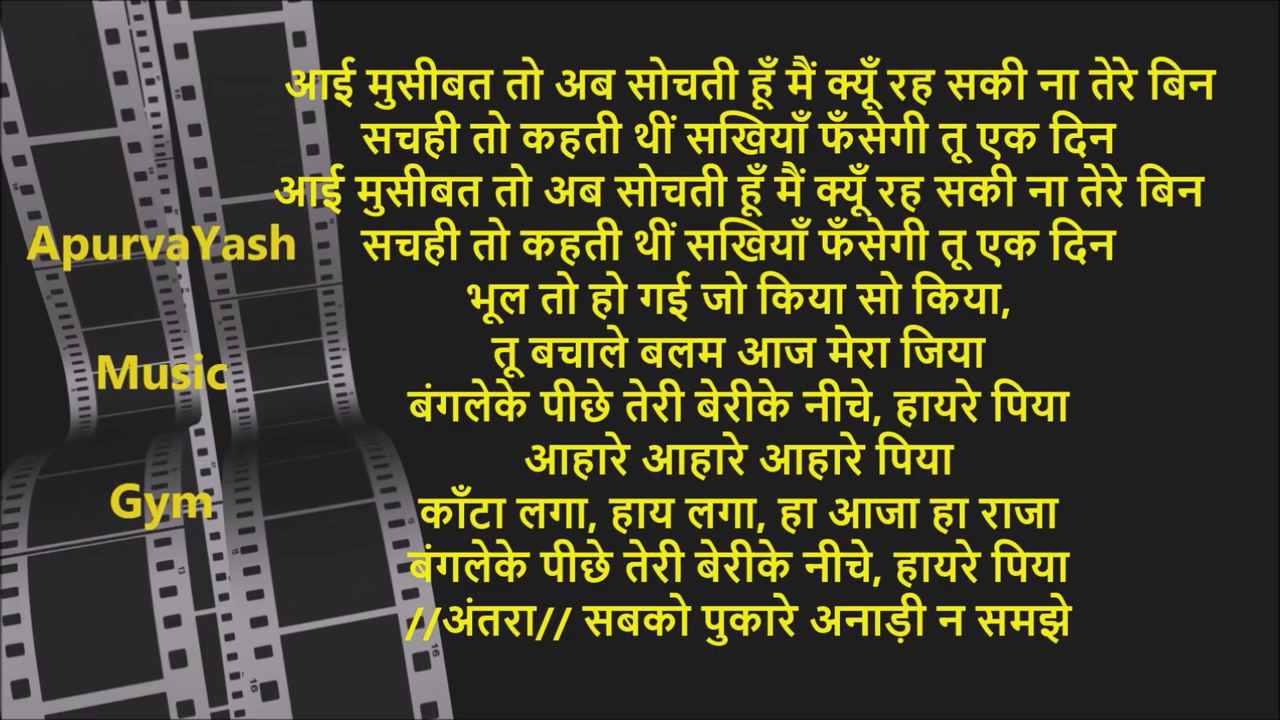 आई मुसीबत तो अब सोचती हूँ मैं क्यूँ रह सकी ना तेरे बिन
सचही तो कहती थीं सखियाँ फँसेगी तू एक दिन
आई मुसीबत तो अब सोचती हूँ मैं क्यूँ रह सकी ना तेरे बिन
सचही तो कहती थीं सखियाँ फँसेगी तू एक दिन
भूल तो हो गई जो किया सो किया,
तू बचाले बलम आज मेरा जिया
बंगलेके पीछे तेरी बेरीके नीचे, हायरे पिया
आहारे आहारे आहारे पिया
काँटा लगा, हाय लगा, हा आजा हा राजा
बंगलेके पीछे तेरी बेरीके नीचे, हायरे पिया
//अंतरा// सबको पुकारे अनाड़ी न समझे
ApurvaYash
Music
Gym